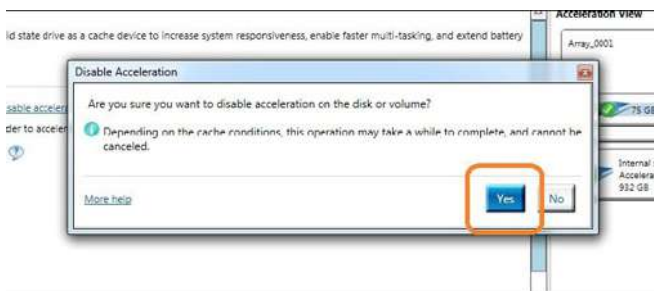 Acceleration View
id state drive as a cache device to increase system responsiveness, enable faster multi-tasking, and extend battery
Array_0001
Disable Acceleration
Are you sure you want to disable acceleration on the disk or volume?
sable acceler
75 GB
Depending on the cache conditions, this operation may take a while to complete, and cannot be
canceled.
der to acceler
Internal
Accelera
932 GB
More help
Yes
No